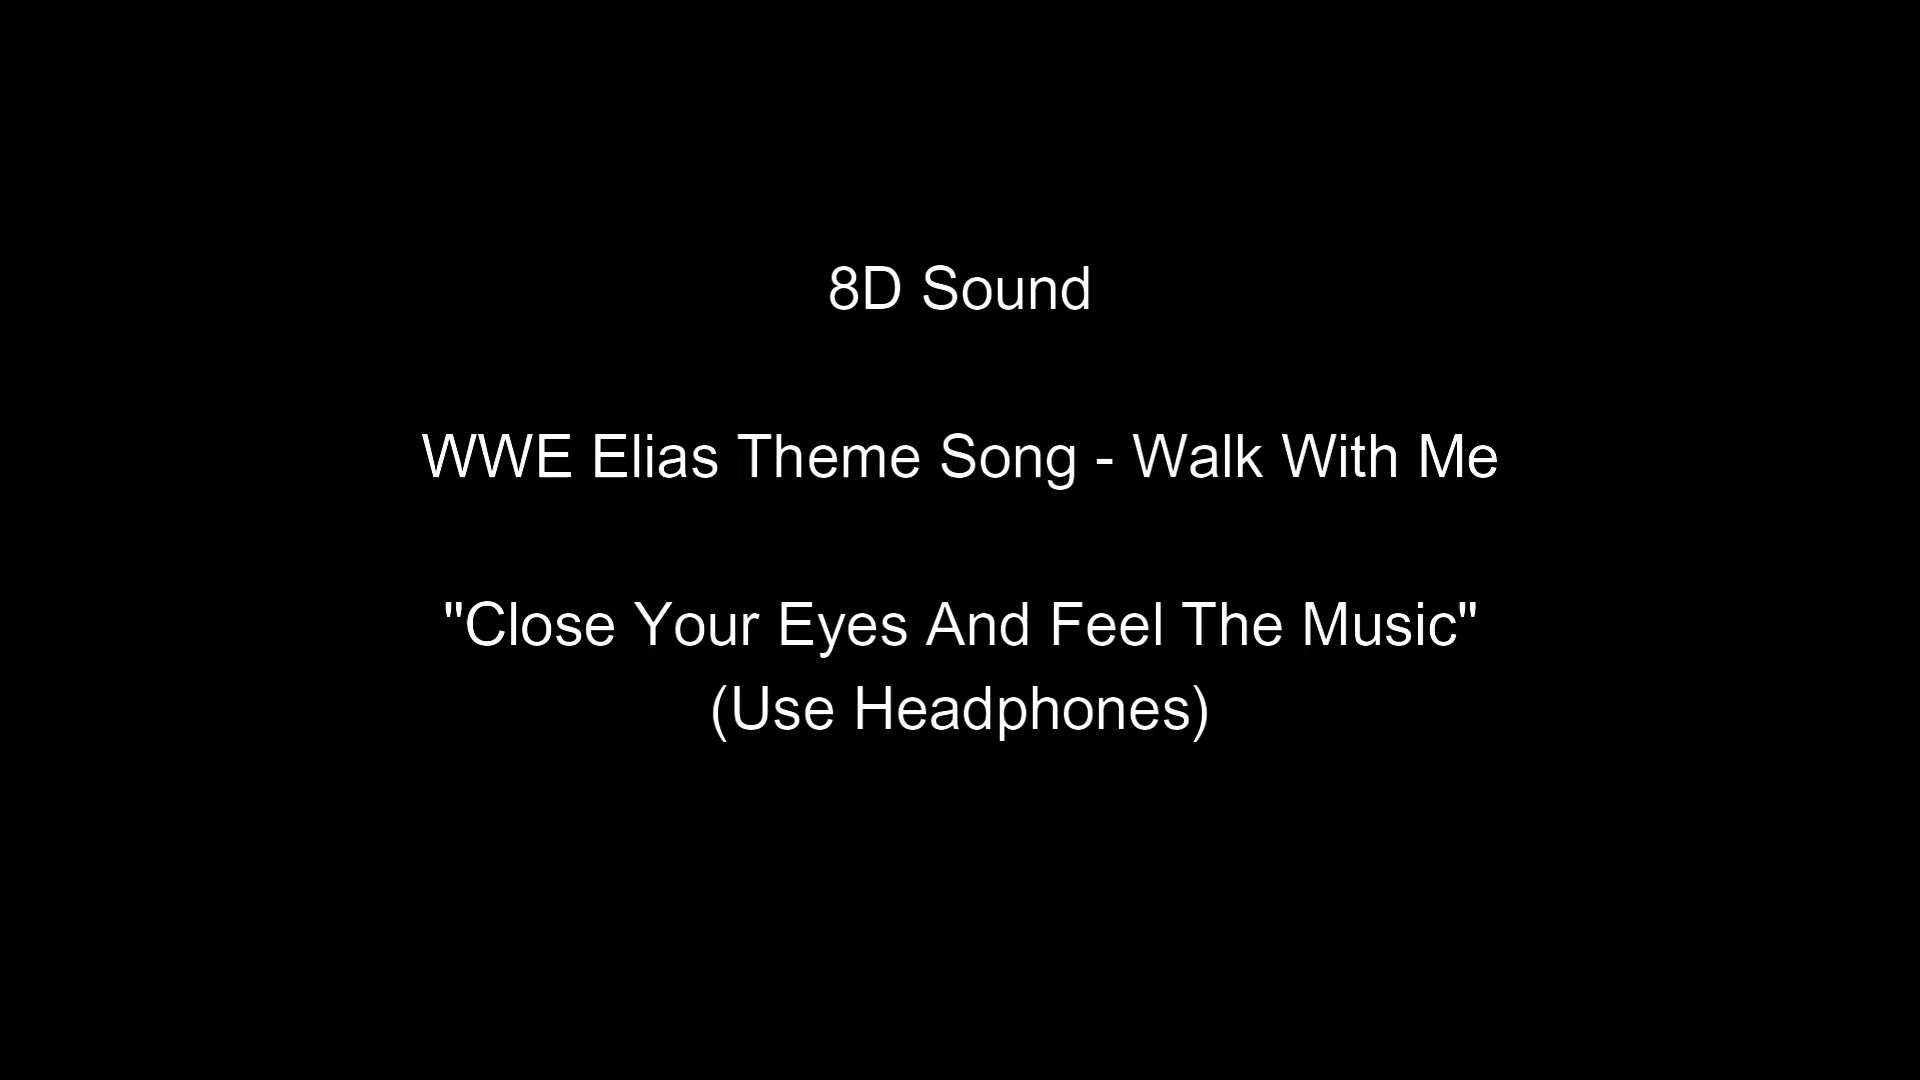 8D Sound
WWE Elias Theme Song - Walk With Me
"Close Your Eyes And Feel The Music"
(Use Headphones)